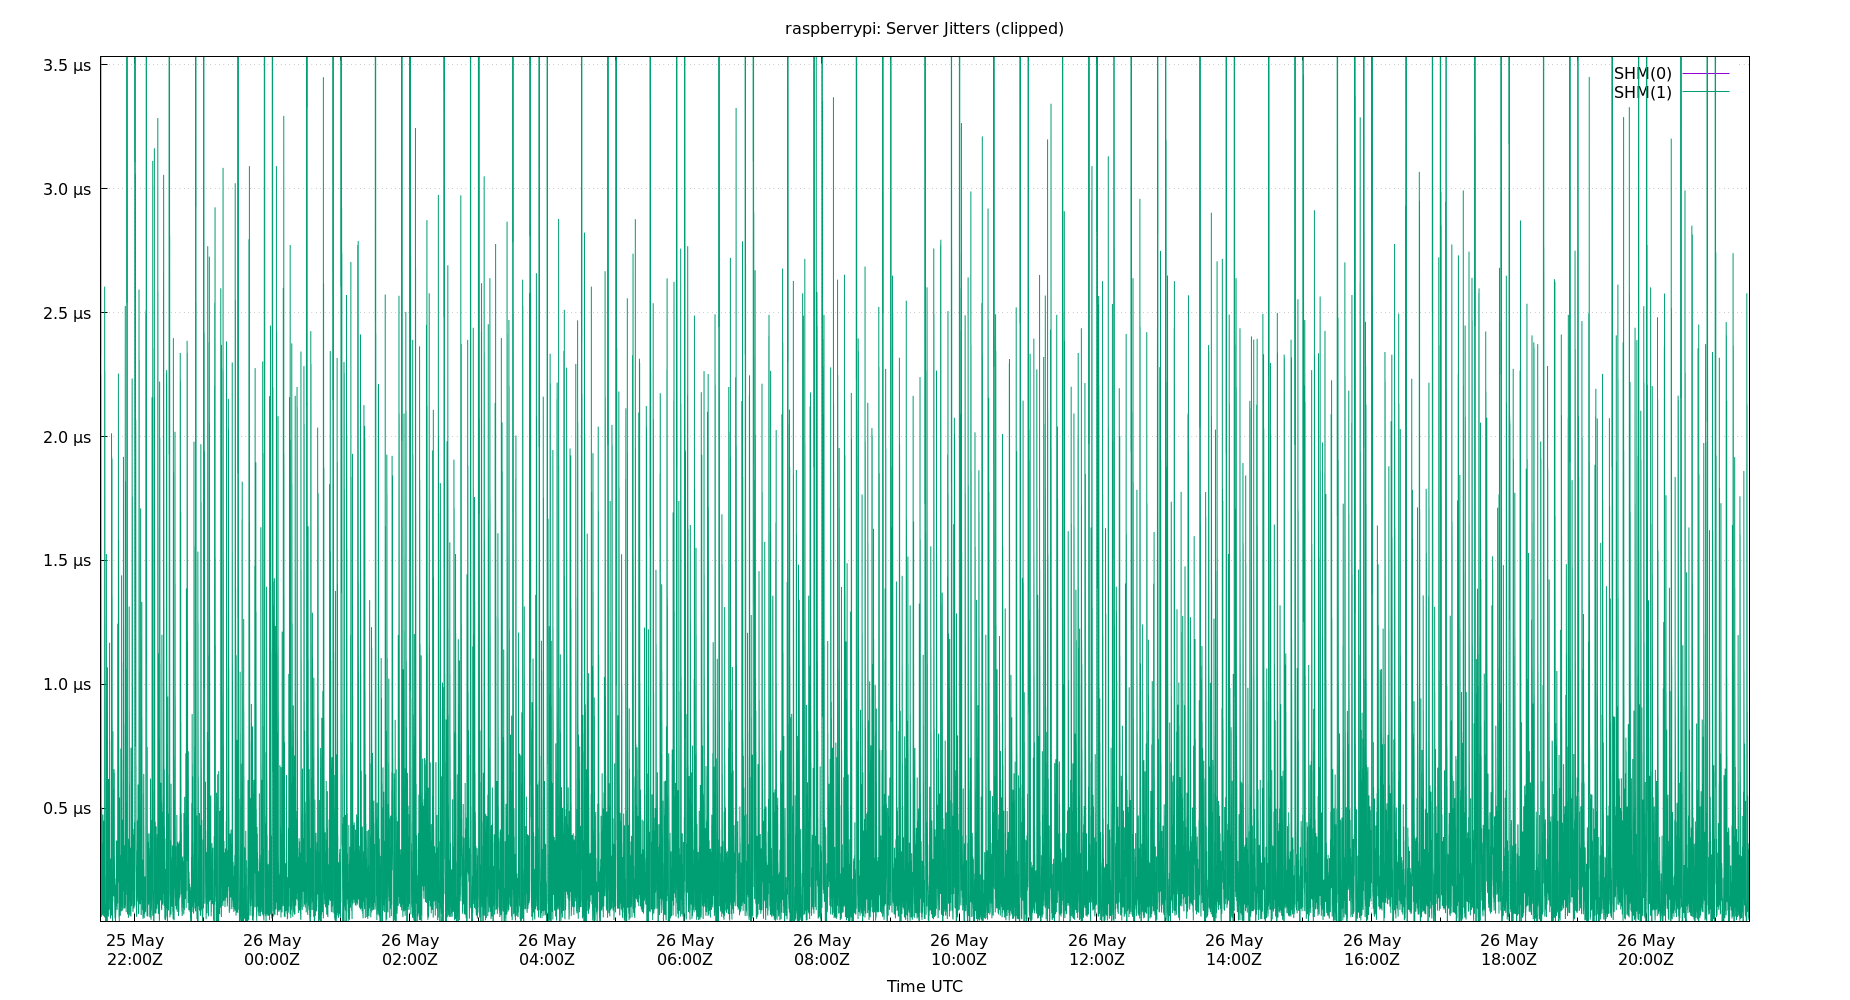 raspberrypi: Server Jitters (clipped)
3.5 µs
3.0 µs
2.5 µs
2.0 µs
1.5 µs
1.0 µs
0.5 µs
SHM(0)
SHM(1)
25 May 26 May 26 May 26 May 26 May 26 May 26 May 26 May 26 May 26 May 26 May 26 May
22:00Z 00:00Z 02:00Z 04:00Z 06:00Z 08:00Z 10:00Z 12:00Z 14:00Z 16:00Z 18:00Z 20:00Z
Time UTC